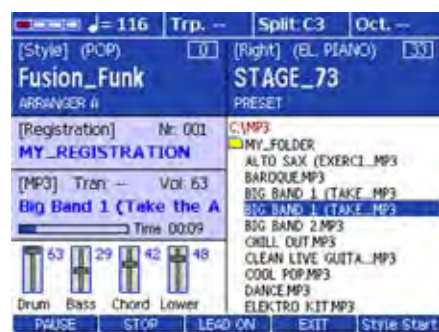 ♩= 116 Trp. -- Split: C3 Oct. --
[Style] (POP) 0
Fusion_Funk
ARRANGER A
[Right] (EL. PIANO) 33
STAGE_73
PRESET
[Registration] Nr. 001
MY_REGISTRATION
[MP3] Tran: -- Vol: 63
Big Band 1 (Take the A
Time 00:09
63 29 42 48
Drum Bass Chord Lower
C:\MP3
MY_FOLDER
ALTO SAX (EXERCI...MP3
BAROQUE.MP3
BIG BAND 1 (TAKE...MP3
BIG BAND 1 (TAKE...MP3
BIG BAND 2.MP3
CHILL OUT.MP3
CLEAN LIVE GUITA...MP3
COOL POP.MP3
DANCE.MP3
ELEKTRO KIT.MP3
PAUSE STOP LEAD ON EXIT Style Start